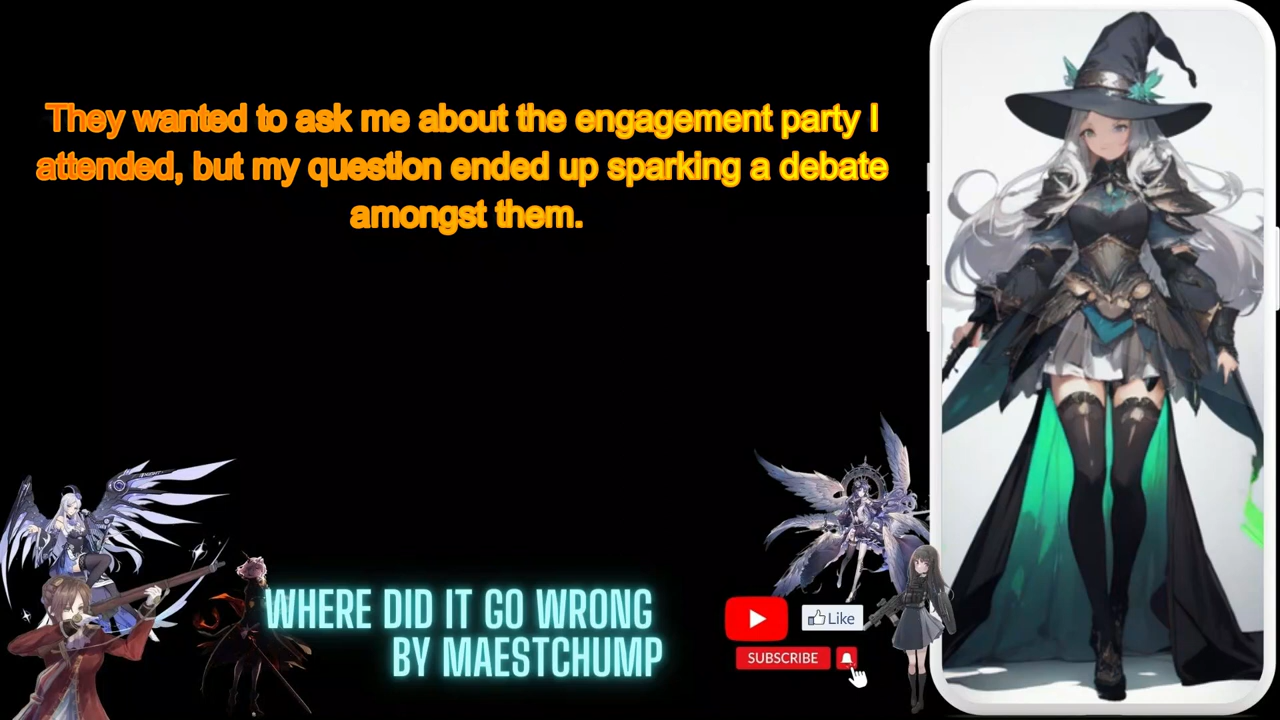 They wanted to ask me about the engagement party I
attended, but my question ended up sparking a debate
amongst them.
WHERE DID IT GO WRONG
BY MAESTCHUMP
Like
SUBSCRIBE